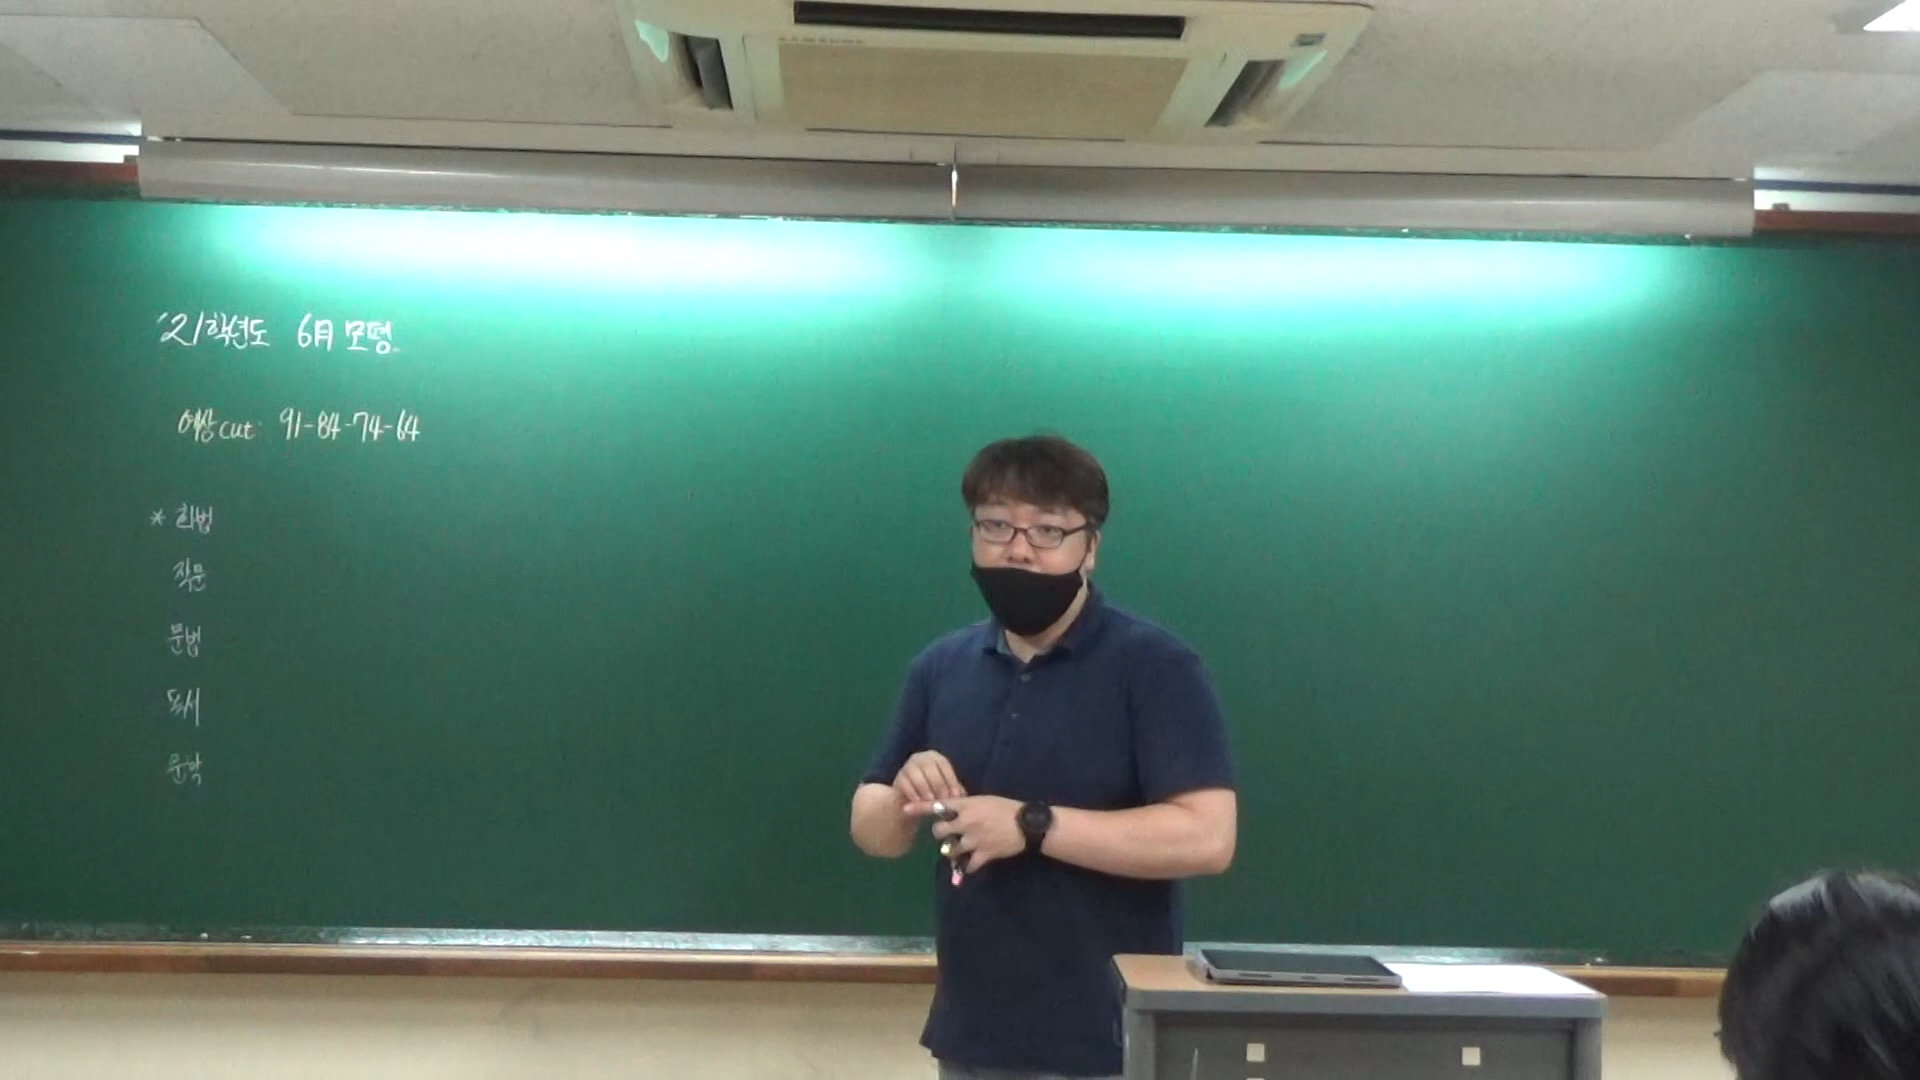 '21학년도 6月 모평.
예상 cut: 91-84-74-64
* 화법
작문
문법
독서
문학